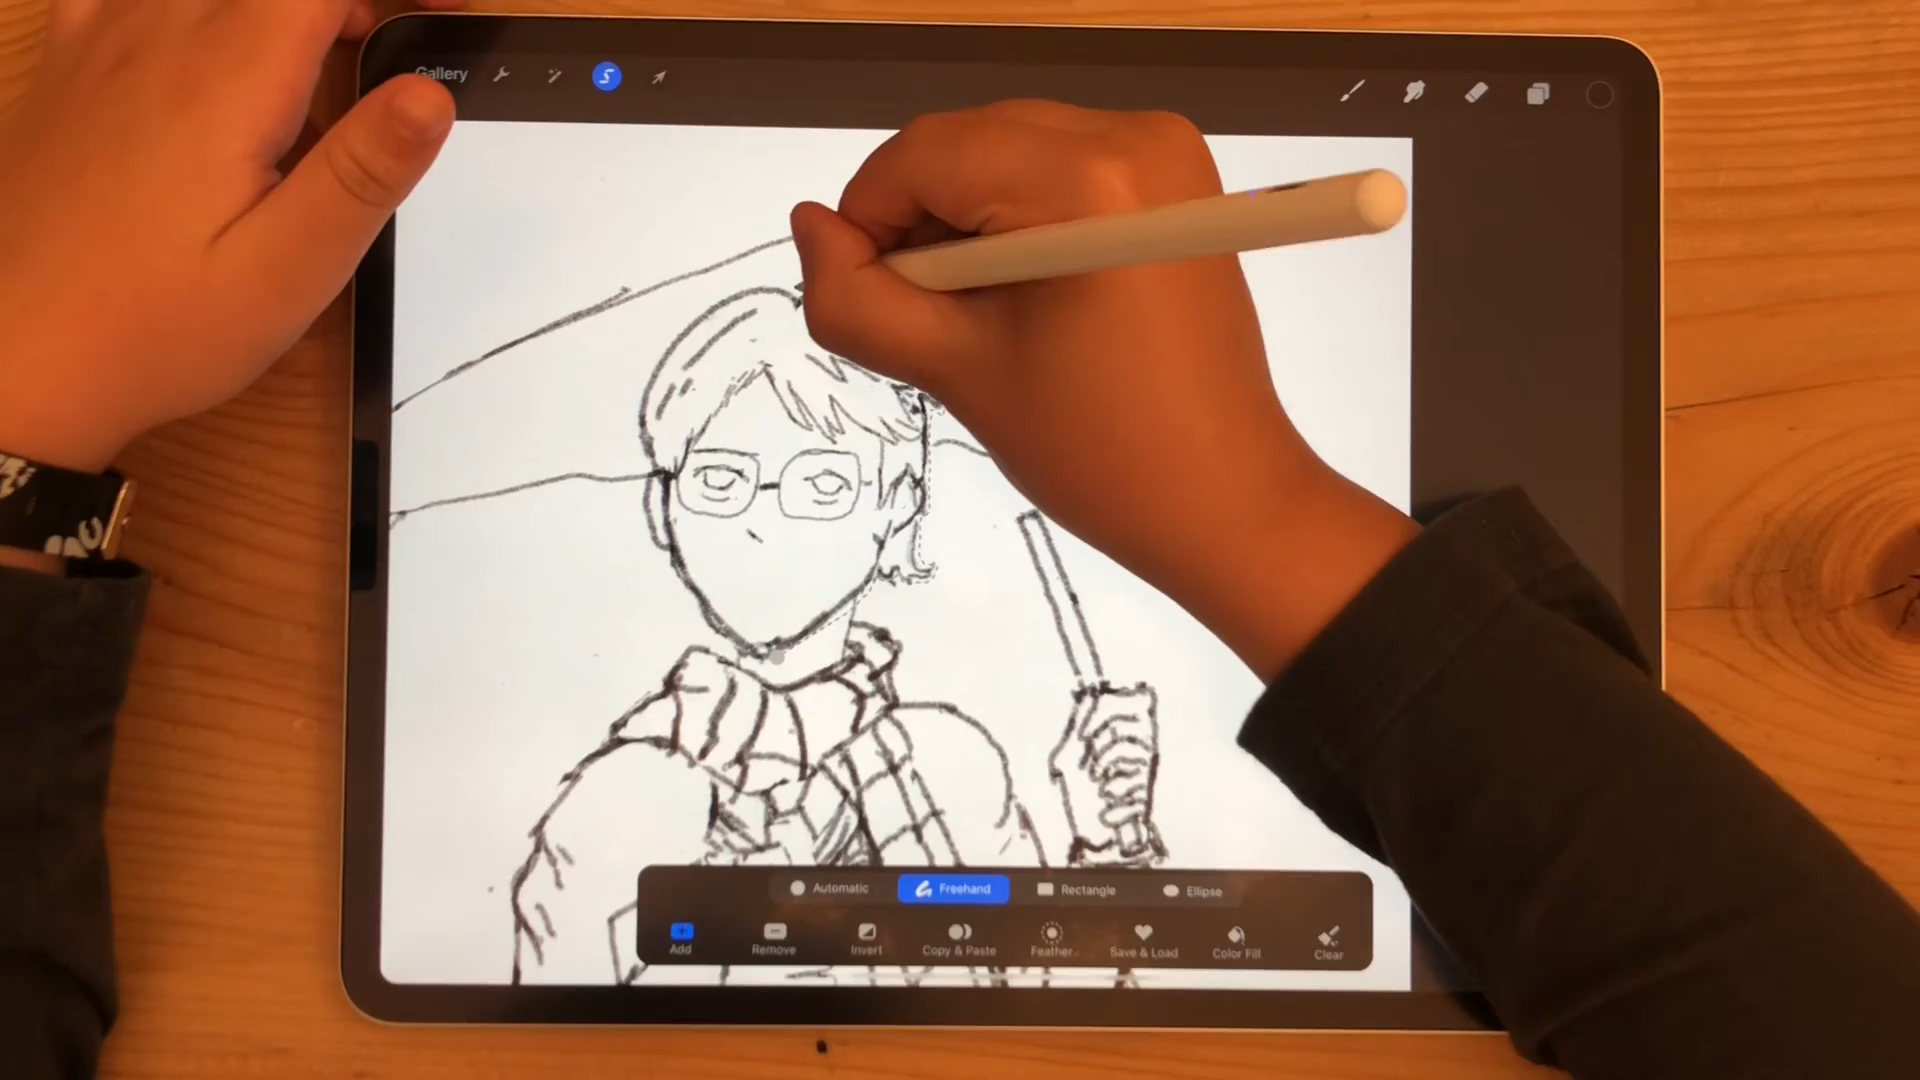 Gallery
Automatic Freehand Rectangle Ellipse
Add Remove Invert Copy & Paste Feather Save & Load Color Fill Clear